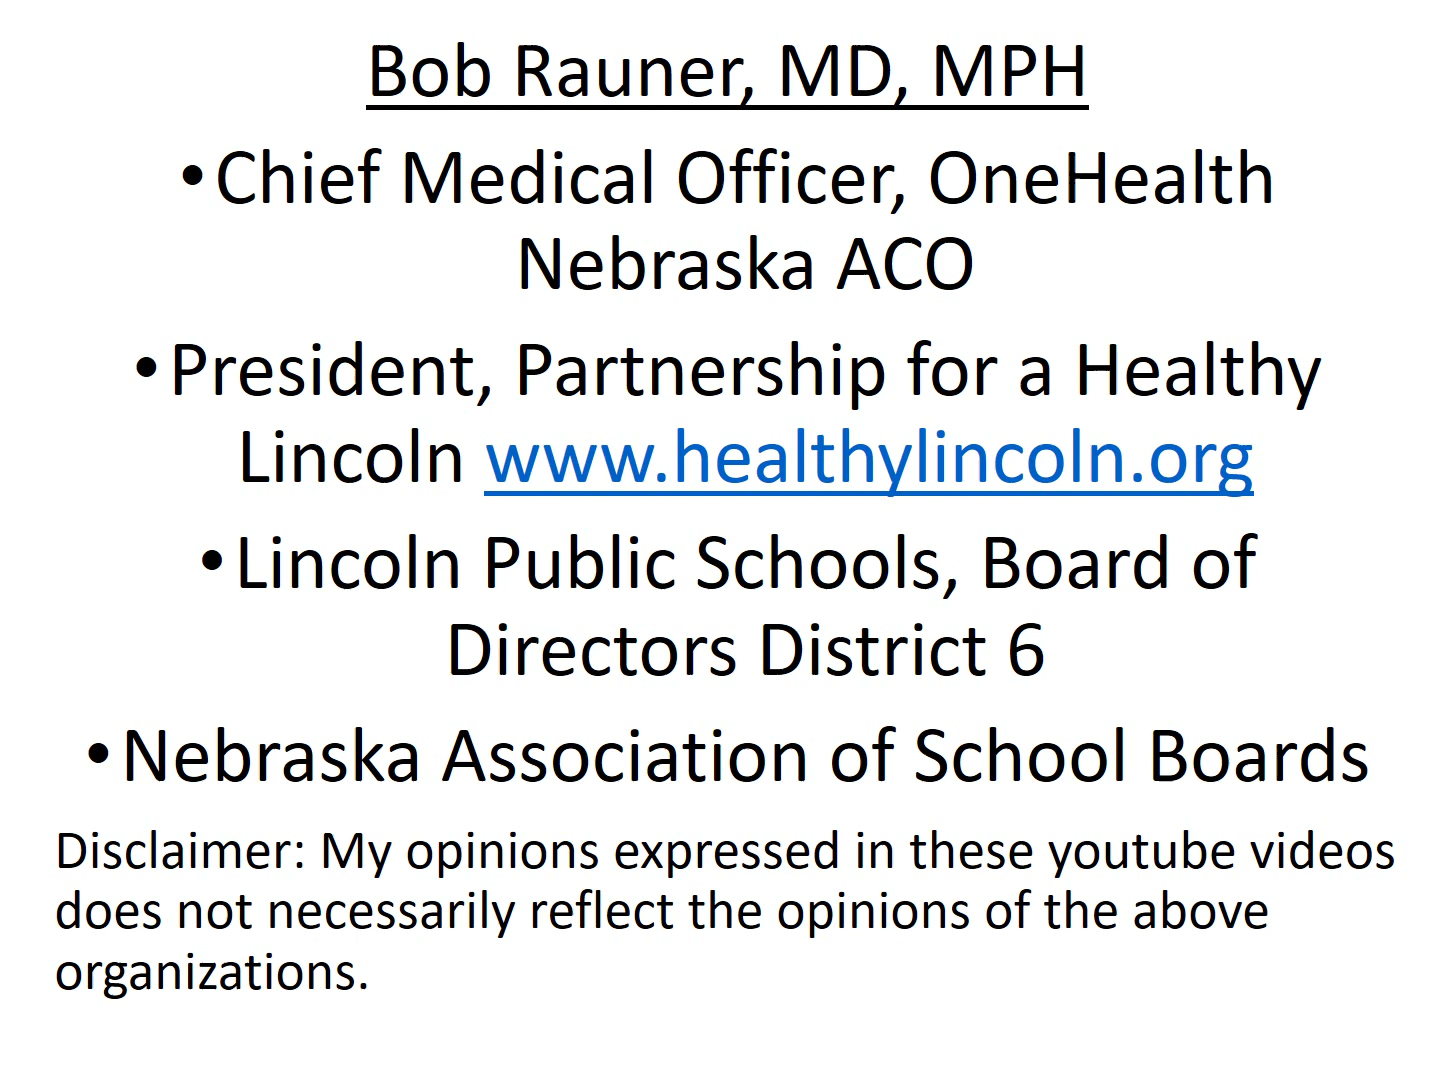 Bob Rauner, MD, MPH
•Chief Medical Officer, OneHealth
Nebraska ACO
•President, Partnership for a Healthy
Lincoln www.healthylincoln.org
•Lincoln Public Schools, Board of
Directors District 6
•Nebraska Association of School Boards
Disclaimer: My opinions expressed in these youtube videos
does not necessarily reflect the opinions of the above
organizations.